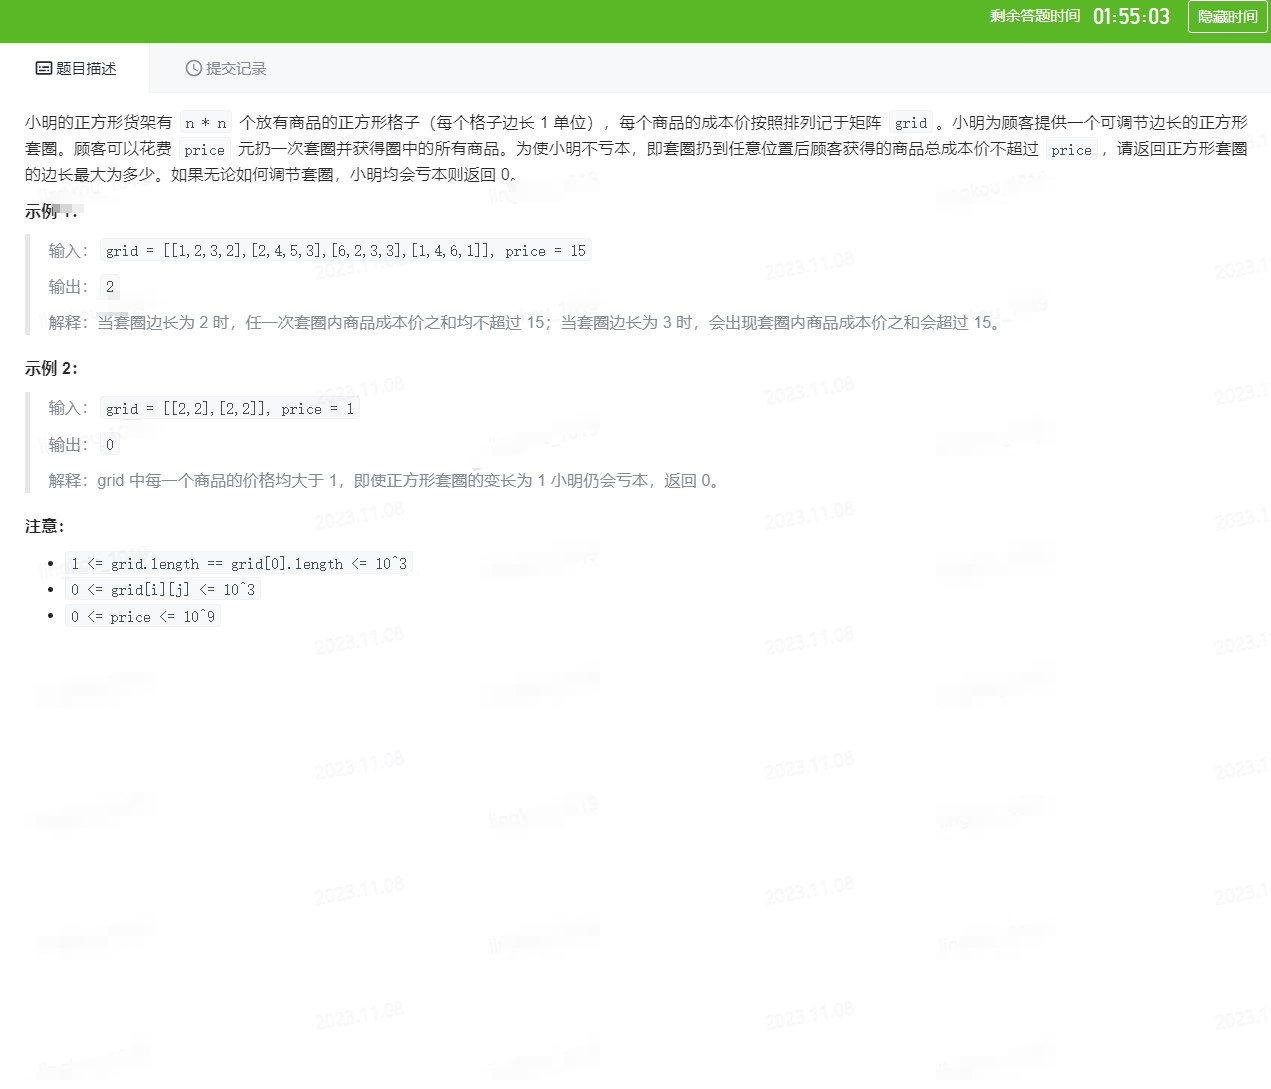 剩余答题时间 01:55:03 隐藏时间
题目描述 提交记录
小明的正方形货架有 n * n 个放有商品的正方形格子（每个格子边长 1 单位），每个商品的成本价按照排列记于矩阵 grid 。小明为顾客提供一个可调节边长的正方形
套圈。顾客可以花费 price 元扔一次套圈并获得圈中的所有商品。为使小明不亏本，即套圈扔到任意位置后顾客获得的商品总成本价不超过 price ，请返回正方形套圈
的边长最大为多少。如果无论如何调节套圈，小明均会亏本则返回 0。
示例 1：
输入： grid = [[1,2,3,2],[2,4,5,3],[6,2,3,3],[1,4,6,1]], price = 15
输出： 2
解释：当套圈边长为 2 时，任一次套圈内商品成本价之和均不超过 15；当套圈边长为 3 时，会出现套圈内商品成本价之和会超过 15。
示例 2：
输入： grid = [[2,2],[2,2]], price = 1
输出： 0
解释：grid 中每一个商品的价格均大于 1，即使正方形套圈的变长为 1 小明仍会亏本，返回 0。
注意：
• 1 <= grid.length == grid[0].length <= 10^3
• 0 <= grid[i][j] <= 10^3
• 0 <= price <= 10^9
2023.11.08